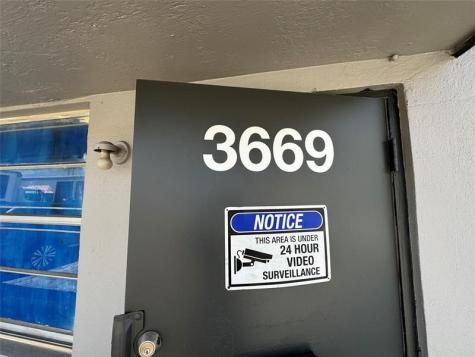 3669
NOTICE
THIS AREA IS UNDER
24 HOUR
VIDEO
SURVEILLANCE